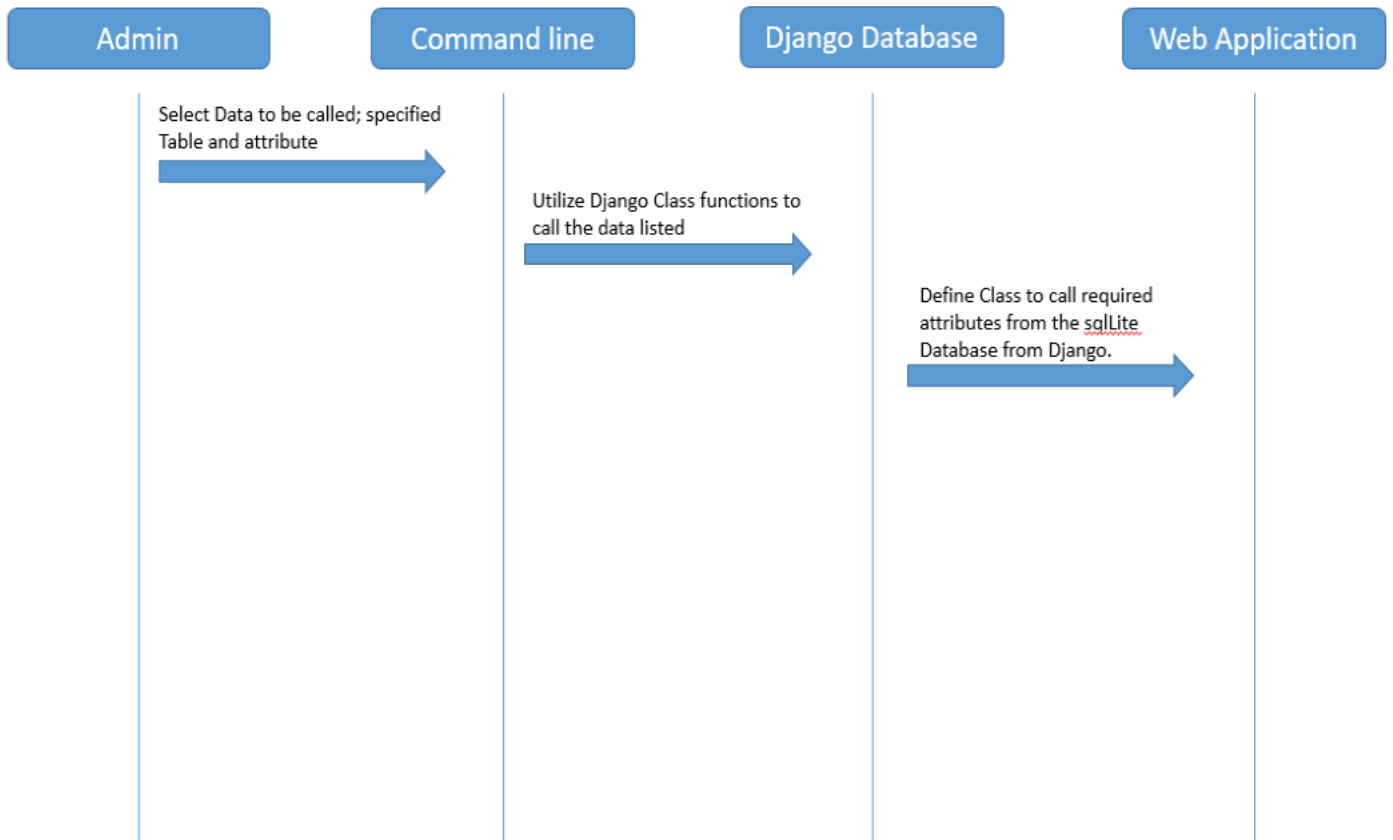 Admin
Command line
Django Database
Web Application
Select Data to be called; specified
Table and attribute
Utilize Django Class functions to
call the data listed
Define Class to call required
attributes from the sqlLite
Database from Django.